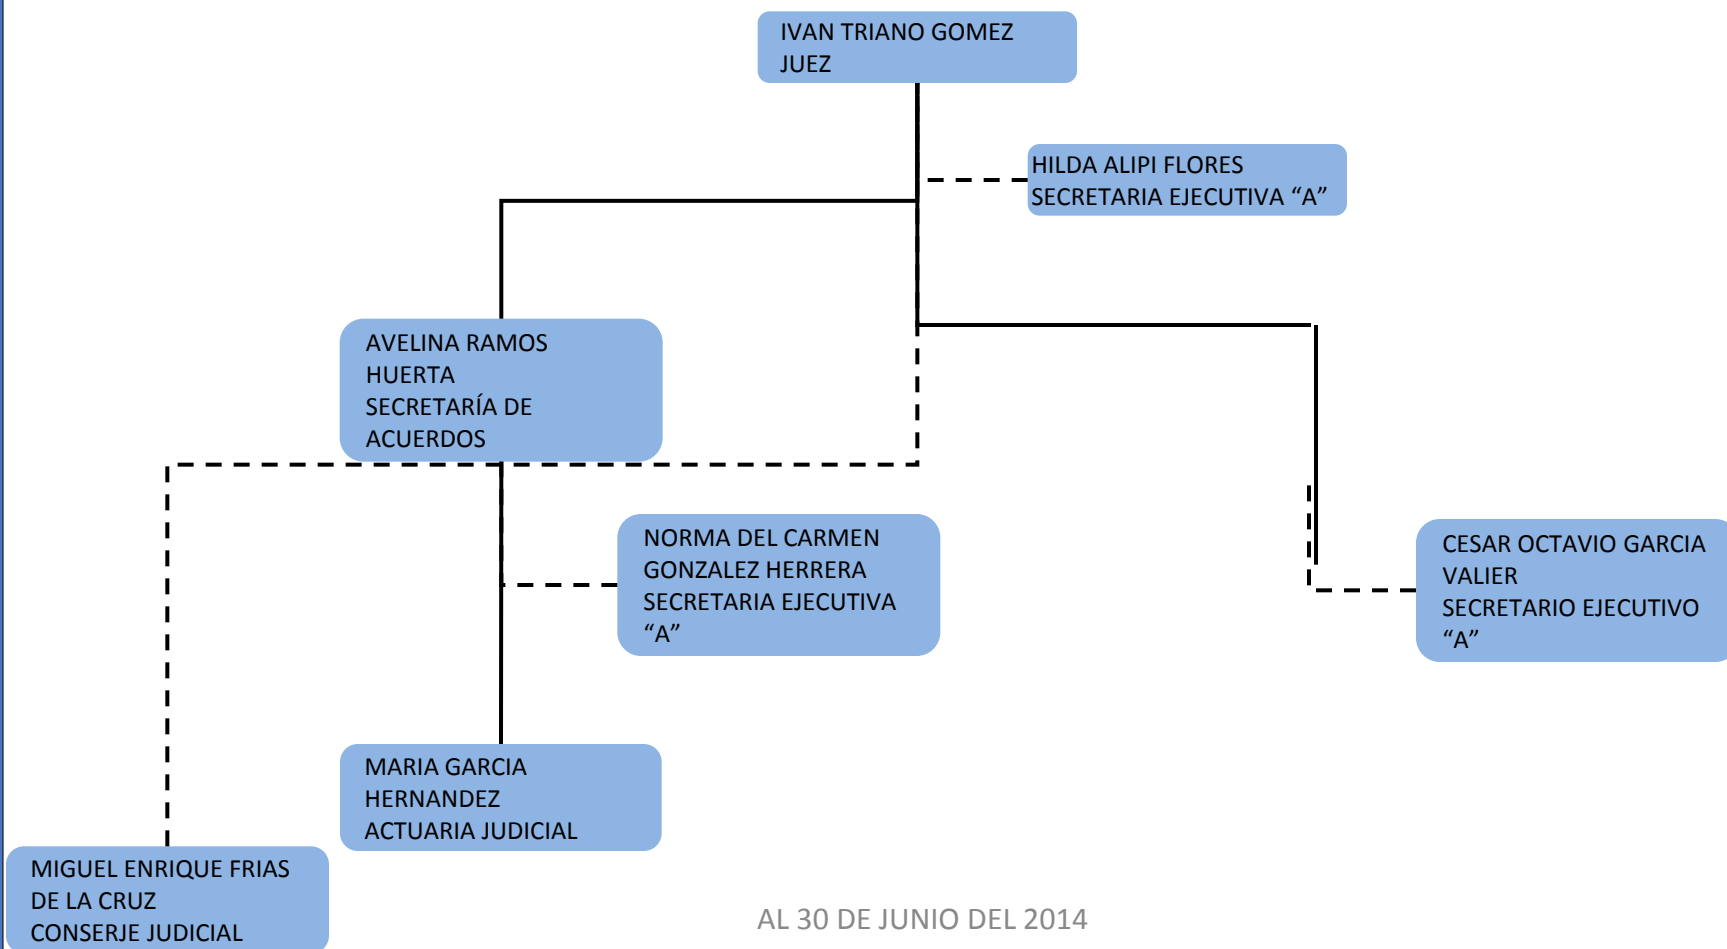 IVAN TRIANO GOMEZ
JUEZ
HILDA ALIPI FLORES
SECRETARIA EJECUTIVA “A”
AVELINA RAMOS
HUERTA
SECRETARÍA DE
ACUERDOS
NORMA DEL CARMEN
GONZALEZ HERRERA
SECRETARIA EJECUTIVA
“A”
CESAR OCTAVIO GARCIA
VALIER
SECRETARIO EJECUTIVO
“A”
MARIA GARCIA
HERNANDEZ
ACTUARIA JUDICIAL
MIGUEL ENRIQUE FRIAS
DE LA CRUZ
CONSERJE JUDICIAL
AL 30 DE JUNIO DEL 2014